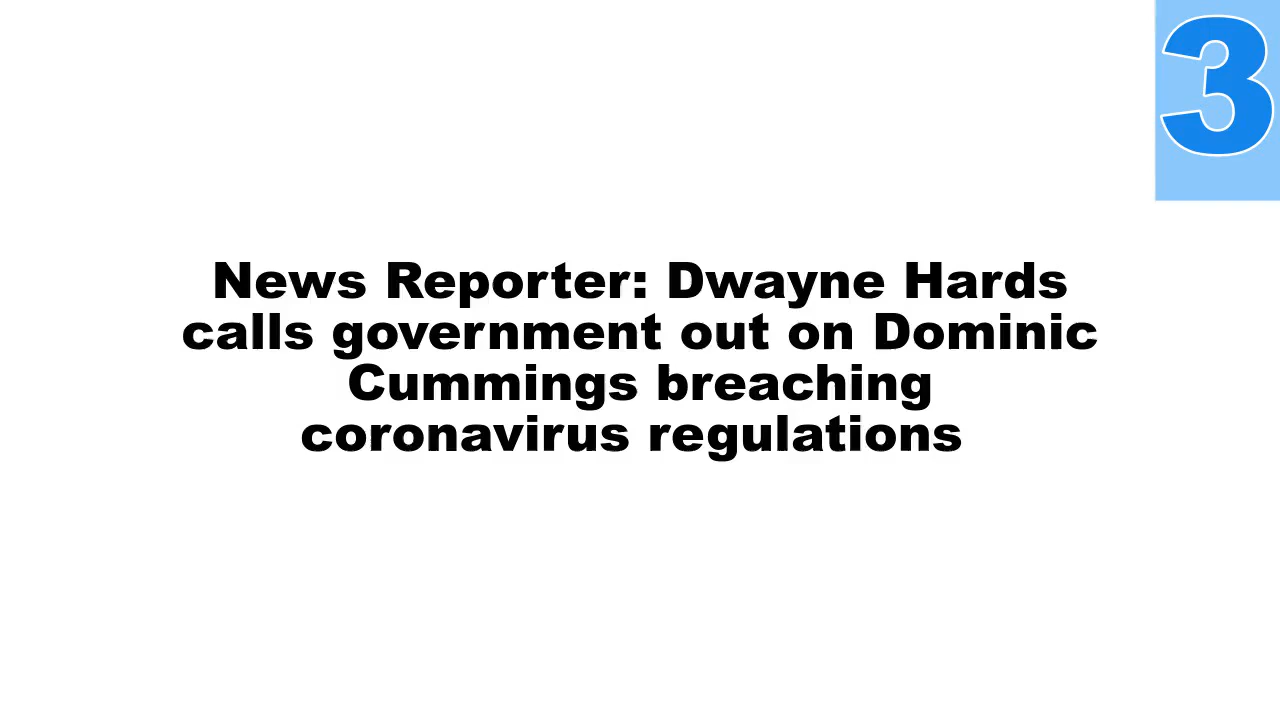 3
News Reporter: Dwayne Hards
calls government out on Dominic
Cummings breaching
coronavirus regulations